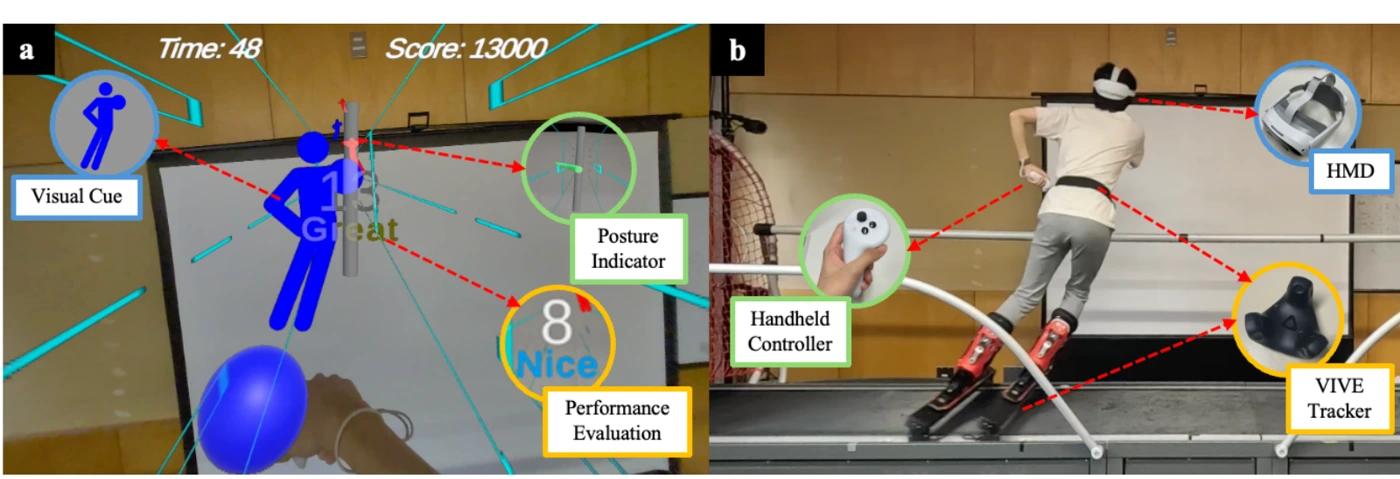 a
Time: 48
Score: 13000
Visual Cue
t
Great
Posture
Indicator
8
Nice
Performance
Evaluation
b
HMD
Handheld
Controller
VIVE
Tracker